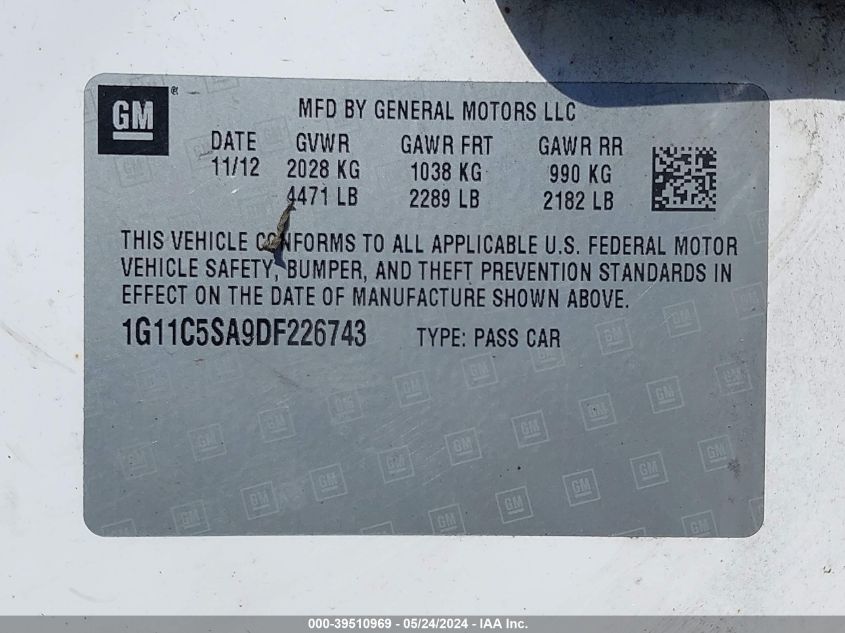 GM ®
MFD BY GENERAL MOTORS LLC
DATE GVWR GAWR FRT GAWR RR
11/12 2028 KG 1038 KG 990 KG
4471 LB 2289 LB 2182 LB
THIS VEHICLE CONFORMS TO ALL APPLICABLE U.S. FEDERAL MOTOR
VEHICLE SAFETY, BUMPER, AND THEFT PREVENTION STANDARDS IN
EFFECT ON THE DATE OF MANUFACTURE SHOWN ABOVE.
1G11C5SA9DF226743 TYPE: PASS CAR
000-39510969 - 05/24/2024 - IAA Inc.